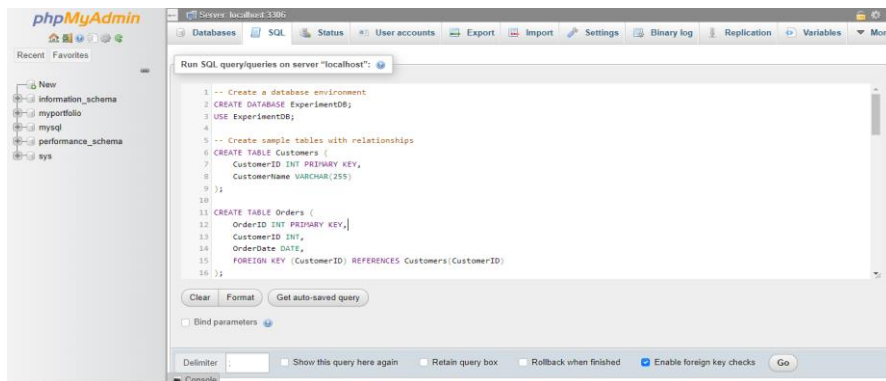 phpMyAdmin
Recent Favorites
New
information_schema
myportfolio
mysql
performance_schema
sys
Server: localhost:3306
Databases SQL Status User accounts Export Import Settings Binary log Replication Variables Mor
Run SQL query/queries on server "localhost":
1 -- Create a database environment
2 CREATE DATABASE ExperimentDB;
3 USE ExperimentDB;
4
5 -- Create sample tables with relationships
6 CREATE TABLE Customers (
7 CustomerID INT PRIMARY KEY,
8 CustomerName VARCHAR(255)
9 );
10
11 CREATE TABLE Orders (
12 OrderID INT PRIMARY KEY,
13 CustomerID INT,
14 OrderDate DATE,
15 FOREIGN KEY (CustomerID) REFERENCES Customers(CustomerID)
16 );
Clear Format Get auto-saved query
Bind parameters
Delimiter ; Show this query here again Retain query box Rollback when finished Enable foreign key checks Go
Console